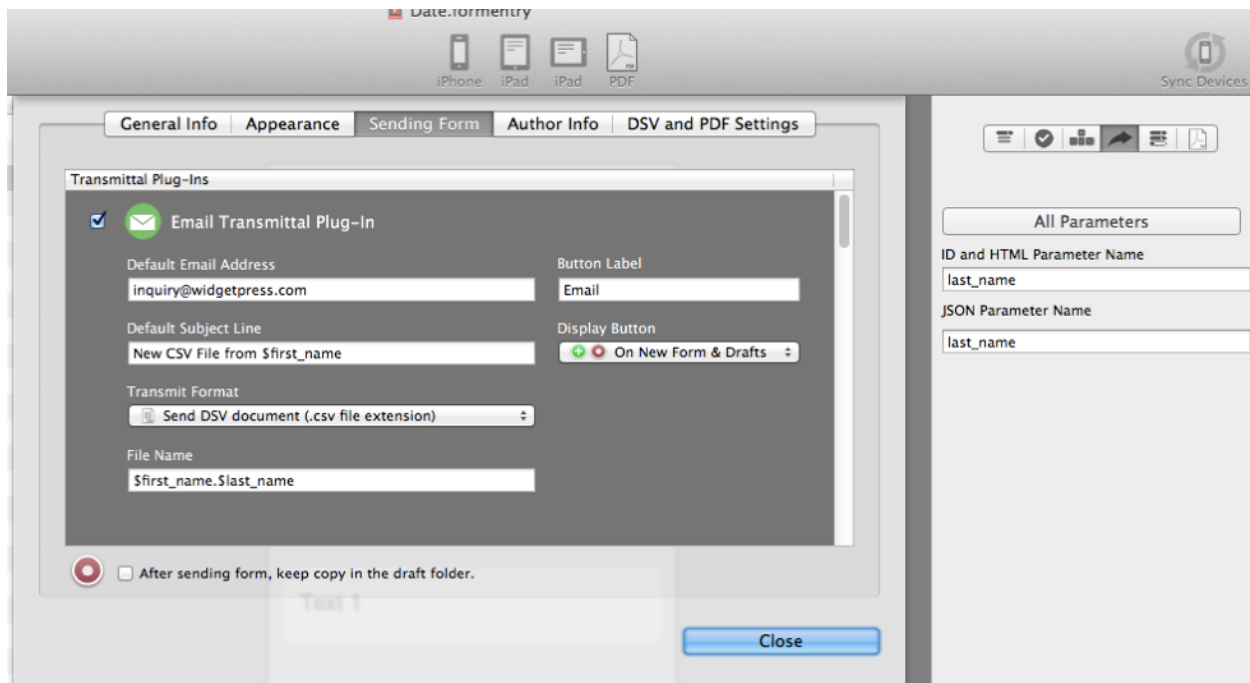 Date.formentry
iPhone iPad iPad PDF
Sync Devices
General Info Appearance Sending Form Author Info DSV and PDF Settings
Transmittal Plug-Ins
Email Transmittal Plug-In
Default Email Address Button Label
inquiry@widgetpress.com Email
Default Subject Line Display Button
New CSV File from $first_name On New Form & Drafts
Transmit Format
Send DSV document (.csv file extension)
File Name
$first_name.$last_name
After sending form, keep copy in the draft folder.
Text 1
Close
All Parameters
ID and HTML Parameter Name
last_name
JSON Parameter Name
last_name